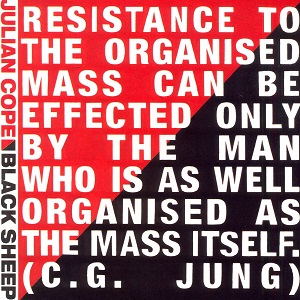 JULIAN COPE BLACK SHEEP
RESISTANCE TO
THE ORGANISED
MASS CAN BE
EFFECTED ONLY
BY THE MAN
WHO IS AS WELL
ORGANISED AS
THE MASS ITSELF.
(C.G. JUNG)